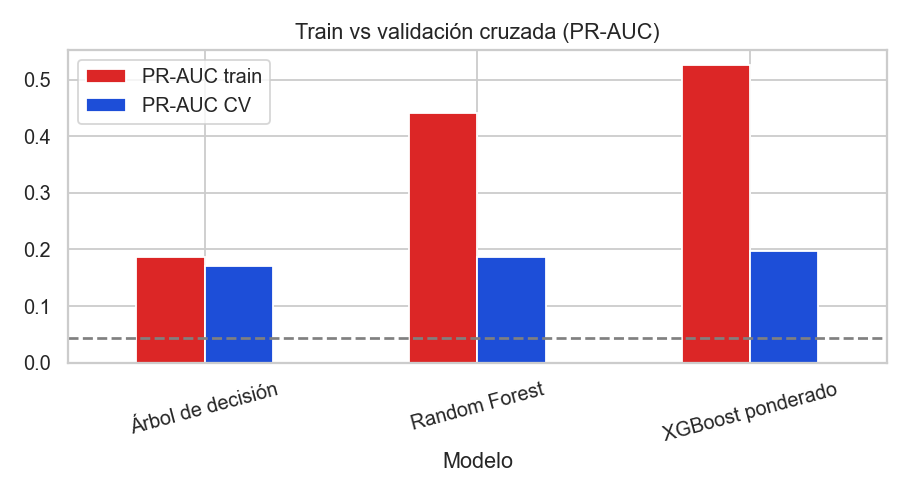 Train vs validación cruzada (PR-AUC)
PR-AUC train
PR-AUC CV
0.5
0.4
0.3
0.2
0.1
0.0
Árbol de decisión
Random Forest
XGBoost ponderado
Modelo